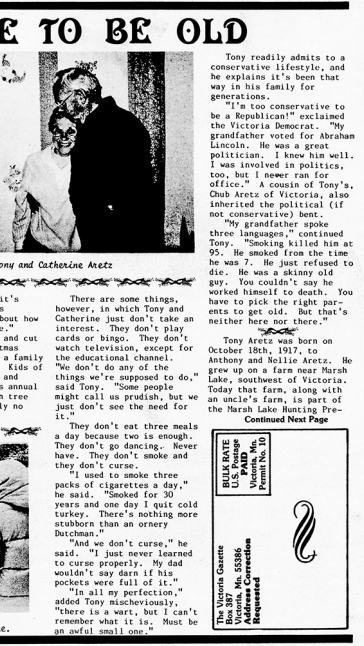 E TO BE OLD
ony and Catherine Aretz
it's
s
bout how
e."
and cut
tmas
a family
Kids of
and
s annual
n tree
ly no
e.
There are some things,
however, in which Tony and
Catherine just don't take an
interest. They don't play
cards or bingo. They don't
watch television, except for
the educational channel.
"We don't do any of the
things we're supposed to do,"
said Tony. "Some people
might call us prudish, but we
just don't see the need for
it."
They don't eat three meals
a day because two is enough.
They don't go dancing. Never
have. They don't smoke and
they don't curse.
"I used to smoke three
packs of cigarettes a day,"
he said. "Smoked for 30
years and one day I quit cold
turkey. There's nothing more
stubborn than an ornery
Dutchman."
"And we don't curse," he
said. "I just never learned
to curse properly. My dad
wouldn't say darn if his
pockets were full of it."
"In all my perfection,"
added Tony mischievously,
"there is a wart, but I can't
remember what it is. Must be
an awful small one."
Tony readily admits to a
conservative lifestyle, and
he explains it's been that
way in his family for
generations.
"I'm too conservative to
be a Republican!" exclaimed
the Victoria Democrat. "My
grandfather voted for Abraham
Lincoln. He was a great
politician. I knew him well.
I was involved in politics,
too, but I never ran for
office." A cousin of Tony's,
Chub Aretz of Victoria, also
inherited the political (if
not conservative) bent.
"My grandfather spoke
three languages," continued
Tony. "Smoking killed him at
95. He smoked from the time
he was 7. He just refused to
die. He was a skinny old
guy. You couldn't say he
worked himself to death. You
have to pick the right par-
ents to get old. But that's
neither here nor there."
Tony Aretz was born on
October 18th, 1917, to
Anthony and Nellie Aretz. He
grew up on a farm near Marsh
Lake, southwest of Victoria.
Today that farm, along with
an uncle's farm, is part of
the Marsh Lake Hunting Pre-
Continued Next Page
BULK RATE
U.S. Postage
PAID
Victoria, Mn.
Permit No. 10
The Victoria Gazette
Box 387
Victoria, Mn. 55386
Address Correction
Requested